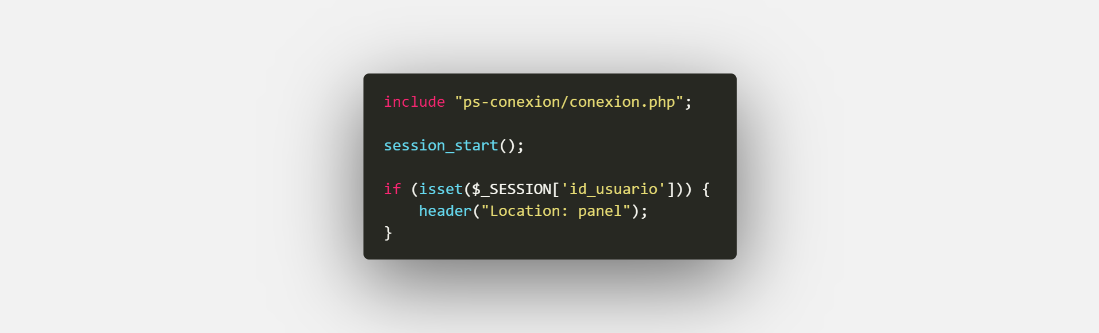 include "ps-conexion/conexion.php";
session_start();
if (isset($_SESSION['id_usuario'])) {
    header("Location: panel");
}